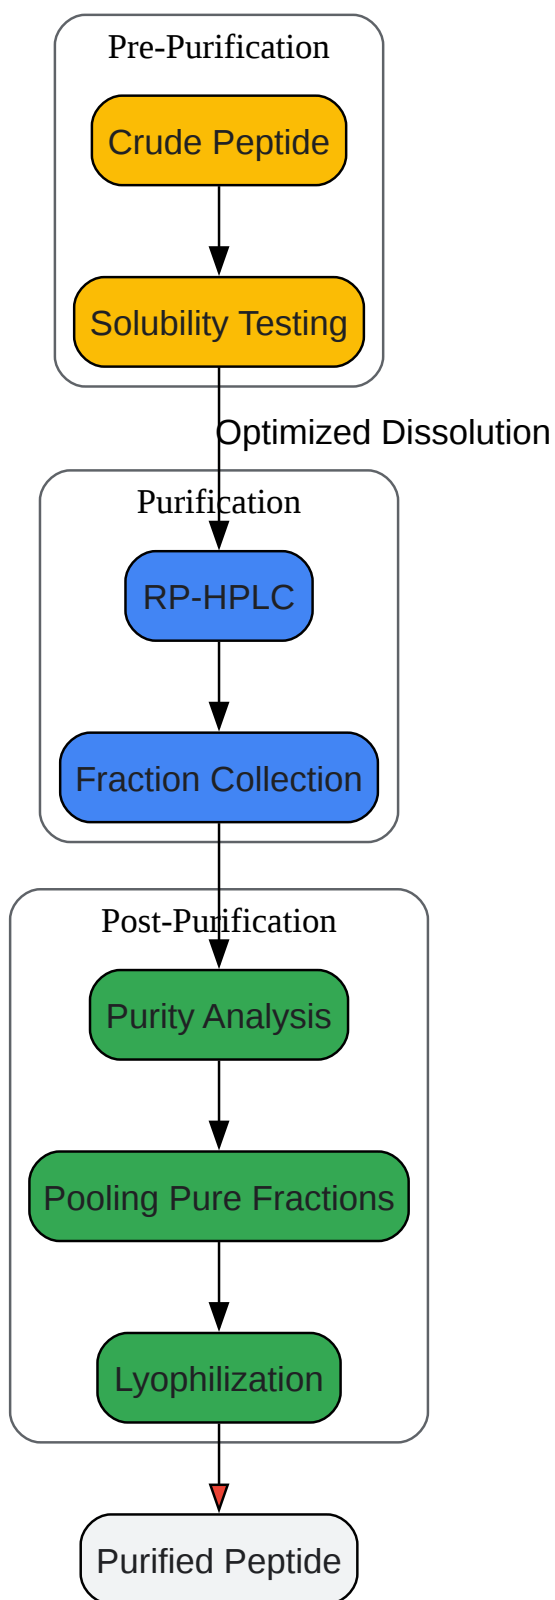 Pre-Purification
Crude Peptide
Solubility Testing
Optimized Dissolution
Purification
RP-HPLC
Fraction Collection
Post-Purification
Purity Analysis
Pooling Pure Fractions
Lyophilization
Purified Peptide